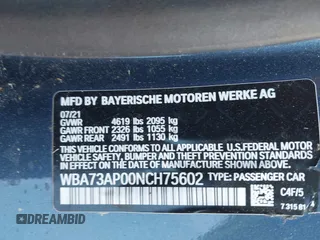 MFD. BY BAYERISCHE MOTOREN WERKE AG
07/21
GVWR 4619 lbs 2095 kg
GAWR FRONT 2326 lbs 1055 kg
GAWR REAR 2491 lbs 1130 kg
THIS VEHICLE CONFORMS TO ALL APPLICABLE U.S. FEDERAL
MOTOR VEHICLE SAFETY, BUMPER, AND THEFT PREVENTION
STANDARDS IN EFFECT ON THE DATE OF MANUFACTURE
SHOWN ABOVE.
WBA73AP00NCH75602 TYPE: PASSENGER CAR
C4F/5
DREAMBID